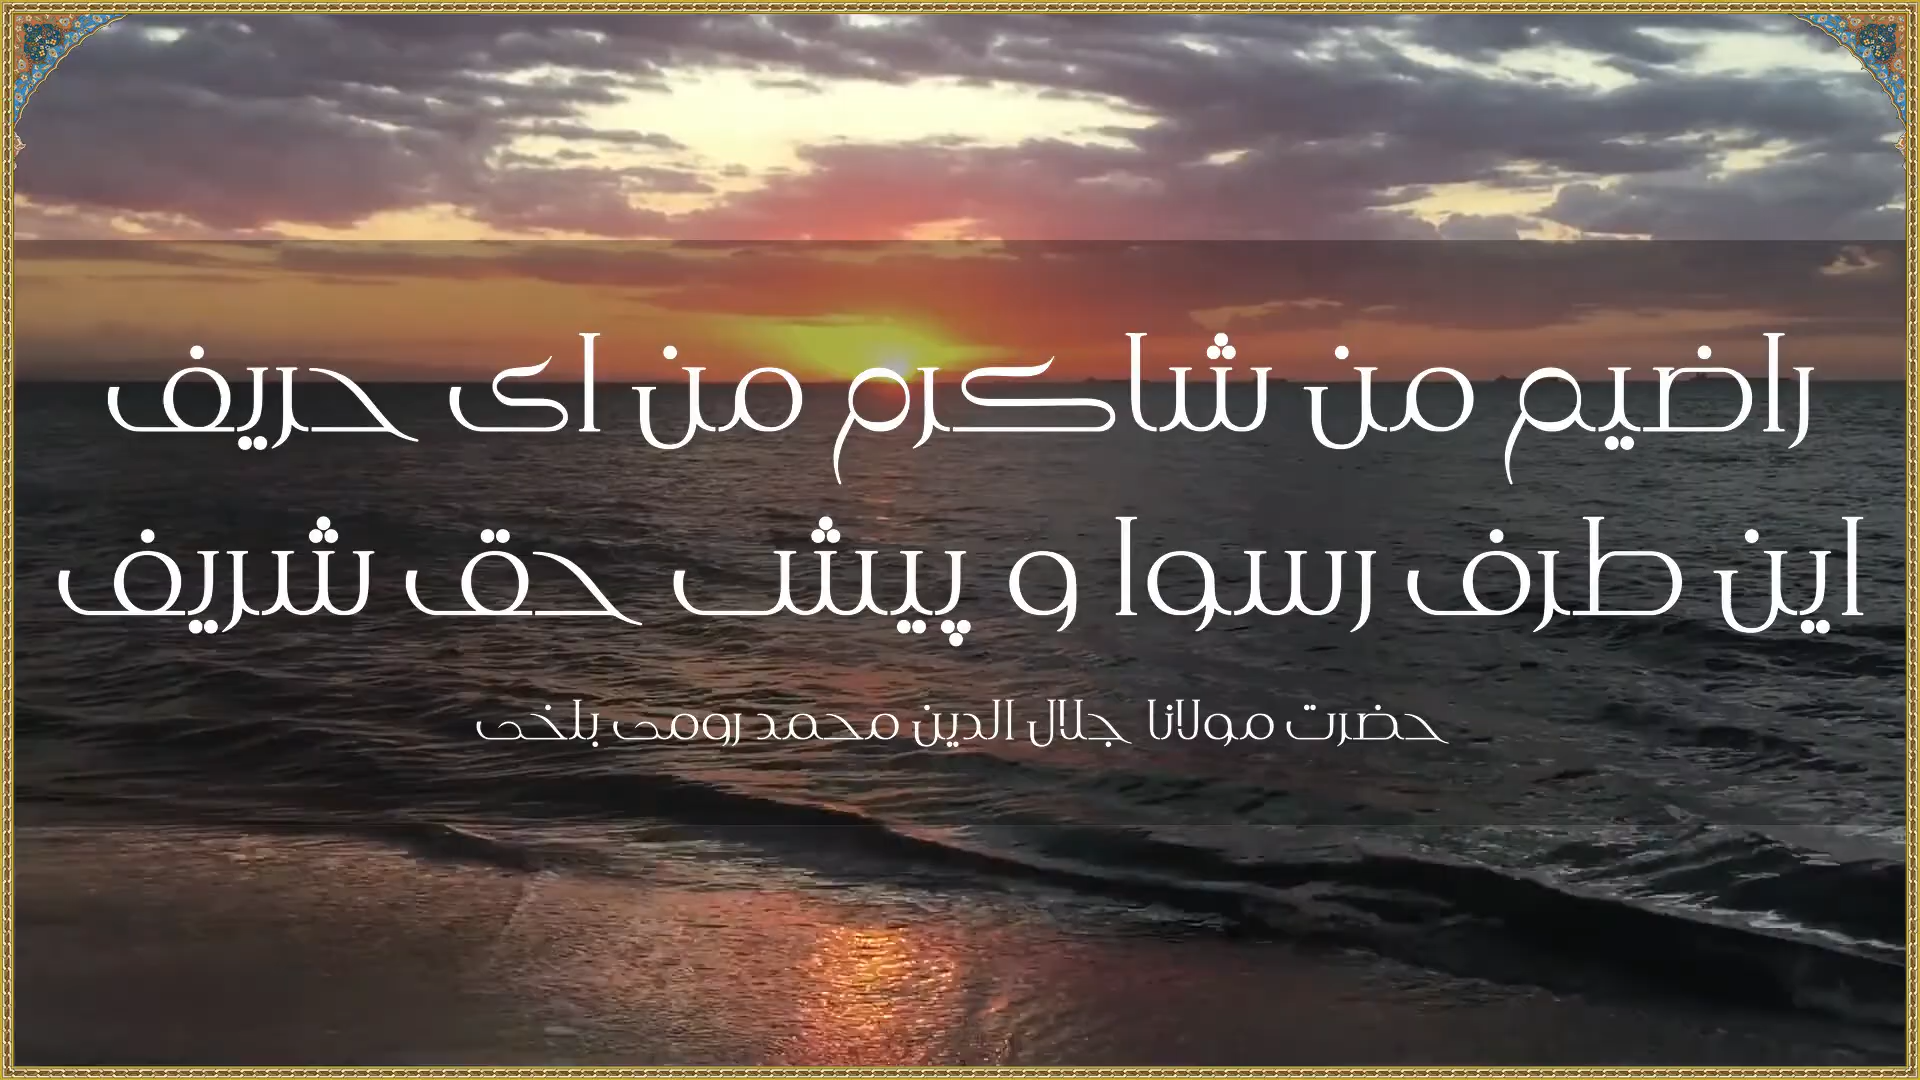 راضیم من شاکرم من ای حریف
این طرف رسوا و پیش حق شریف
حضرت مولانا جلال الدین محمد رومی بلخی